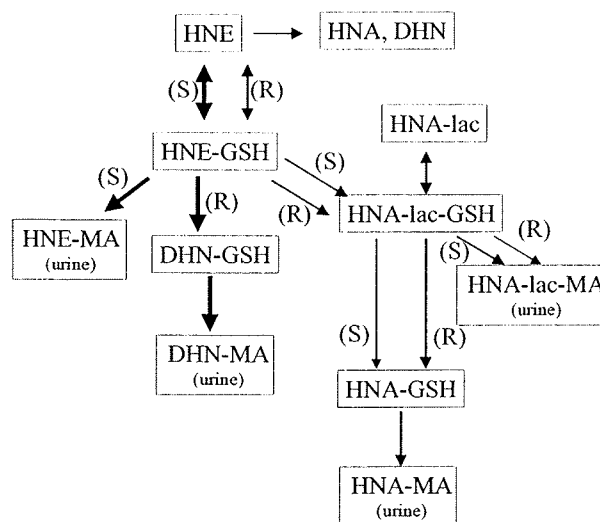 HNE
HNA, DHN
(S)
(R)
HNA-lac
HNE-GSH
(S)
(S)
(R)
(R)
HNA-lac-GSH
HNE-MA
(urine)
DHN-GSH
(R)
(S)
HNA-lac-MA
(urine)
DHN-MA
(urine)
(S)
(R)
HNA-GSH
HNA-MA
(urine)